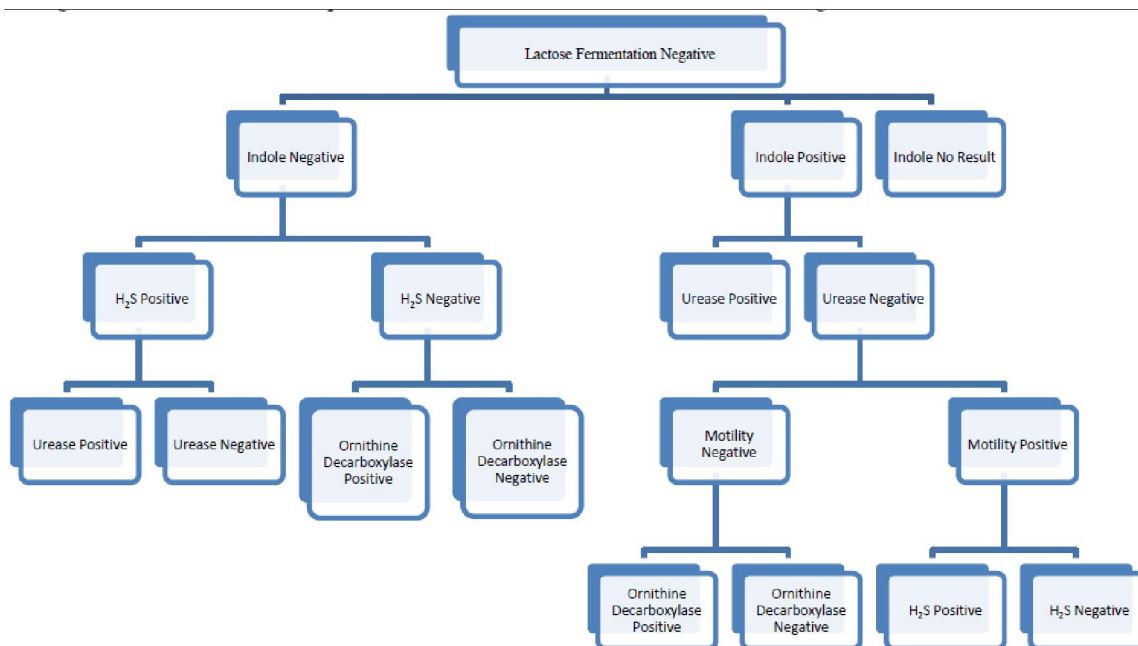 Lactose Fermentation Negative
Indole Negative
Indole Positive
Indole No Result
H₂S Positive
H₂S Negative
Urease Positive
Urease Negative
Urease Positive
Urease Negative
Ornithine
Decarboxylase
Positive
Ornithine
Decarboxylase
Negative
Motility
Negative
Motility Positive
Ornithine
Decarboxylase
Positive
Ornithine
Decarboxylase
Negative
H₂S Positive
H₂S Negative